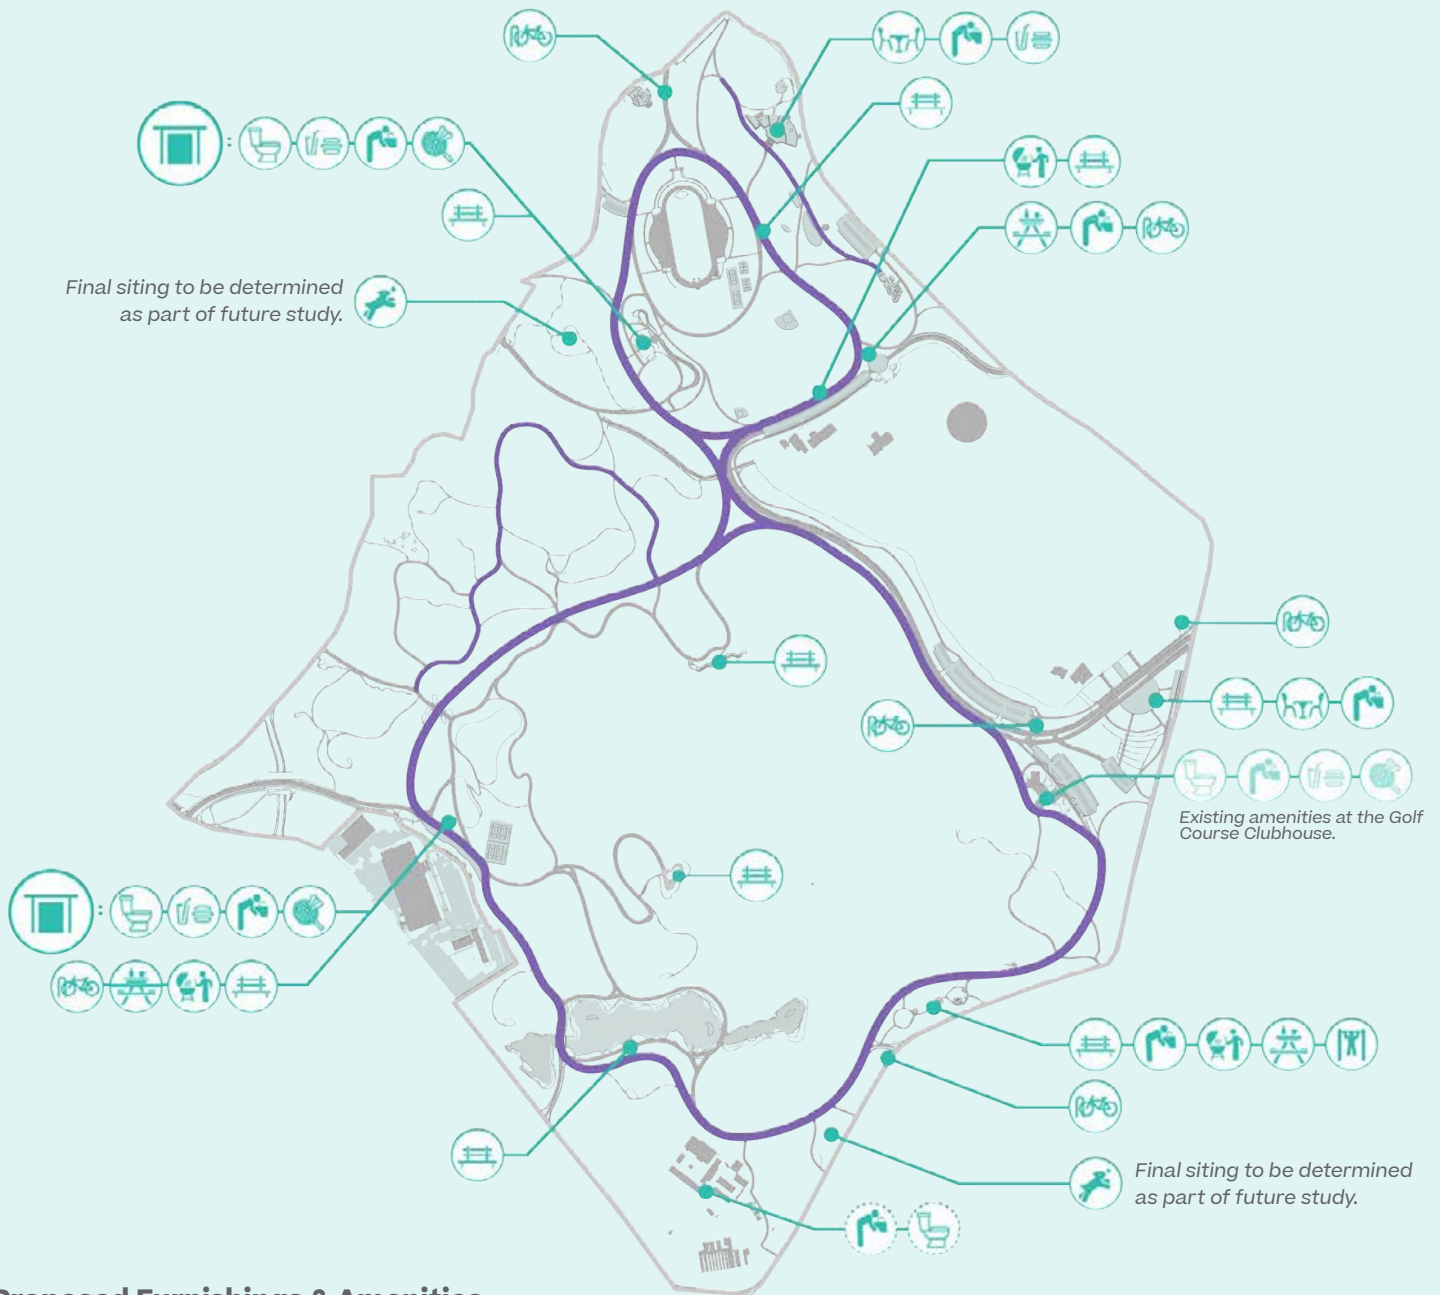 Final siting to be determined
as part of future study.
:
Existing amenities at the Golf
Course Clubhouse.
:
Final siting to be determined
as part of future study.
Proposed Furnishings & Amenities